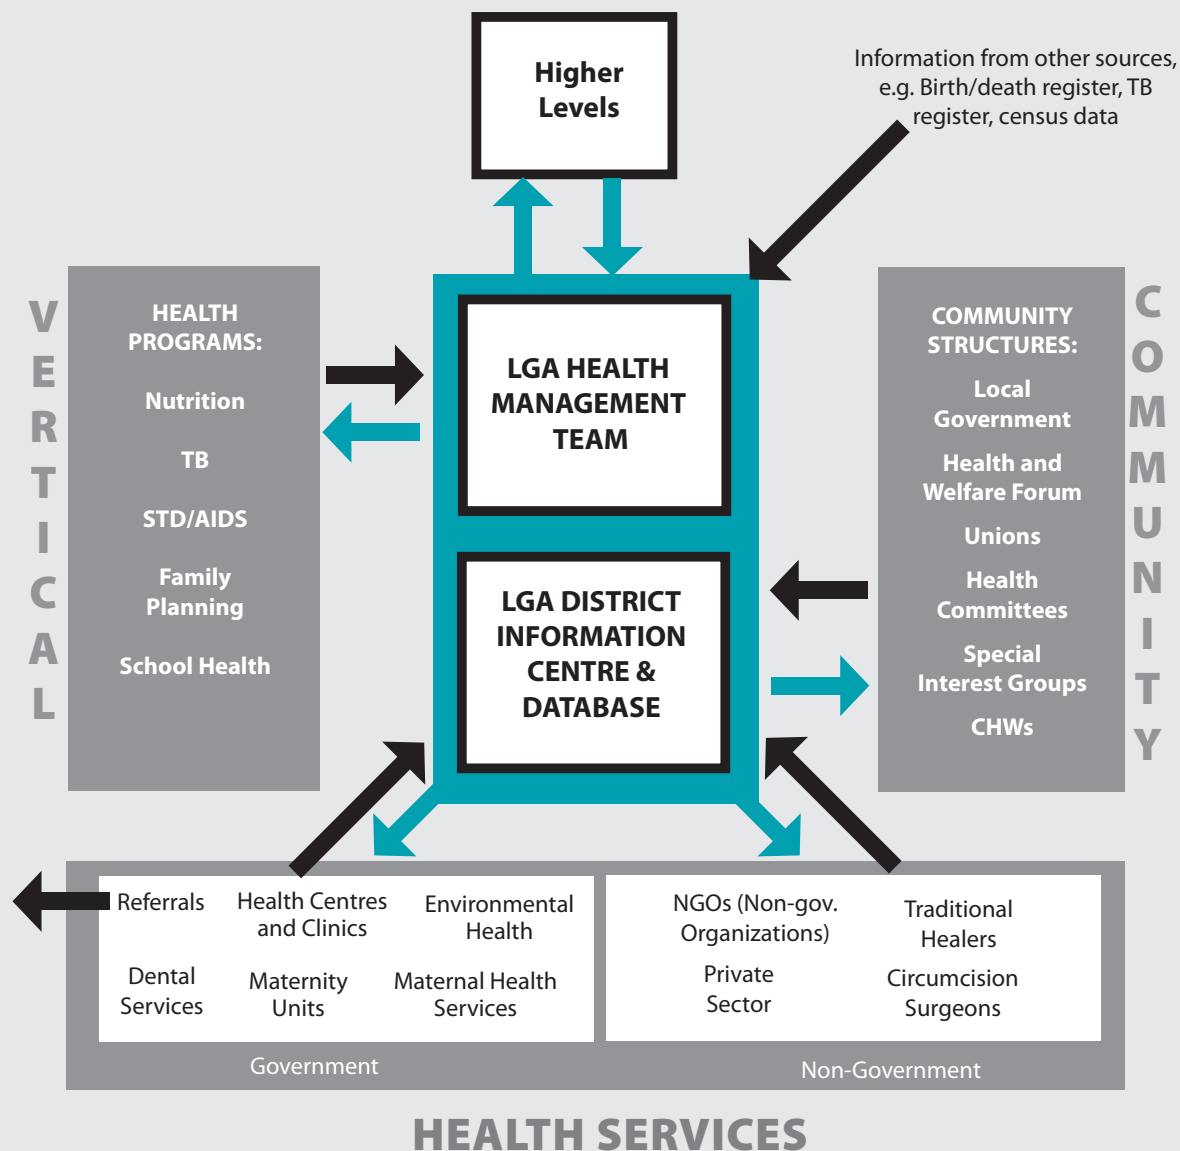 Higher
Levels
Information from other sources,
e.g. Birth/death register, TB
register, census data
VERTICAL
HEALTH
PROGRAMS:
Nutrition
TB
STD/AIDS
Family
Planning
School Health
LGA HEALTH
MANAGEMENT
TEAM
LGA DISTRICT
INFORMATION
CENTRE &
DATABASE
COMMUNITY
STRUCTURES:
Local
Government
Health and
Welfare Forum
Unions
Health
Committees
Special
Interest Groups
CHWs
COMMUNITY
Referrals
Health Centres
and Clinics
Environmental
Health
Dental
Services
Maternity
Units
Maternal Health
Services
Government
NGOs (Non-gov.
Organizations)
Traditional
Healers
Private
Sector
Circumcision
Surgeons
Non-Government
HEALTH SERVICES